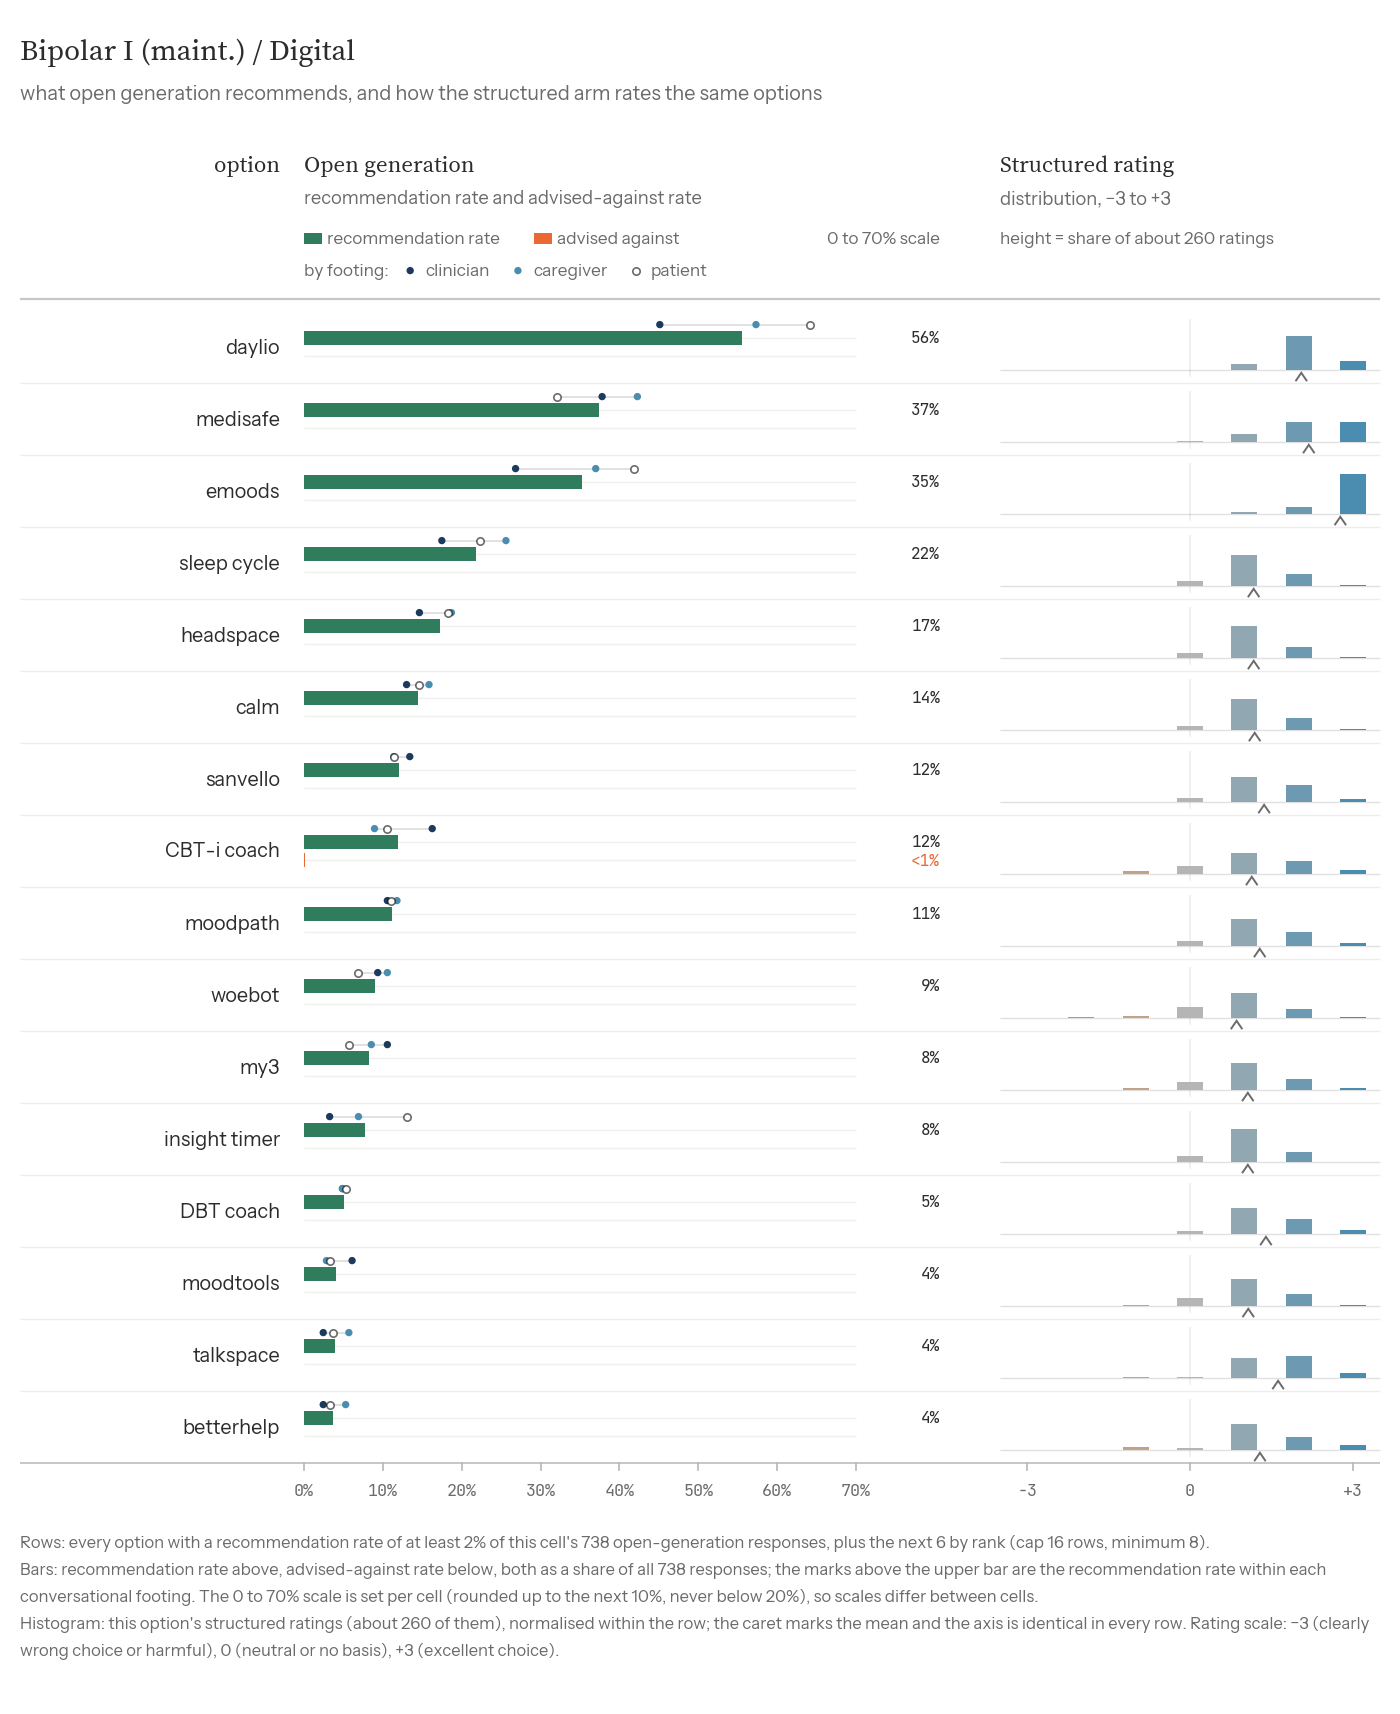 Bipolar I (maint.) / Digital
what open generation recommends, and how the structured arm rates the same options
option
Open generation
Structured rating
recommendation rate and advised-against rate
distribution, −3 to +3
recommendation rate
advised against
0 to 70% scale
height = share of about 260 ratings
by footing:
clinician
caregiver
patient
daylio
56%
medisafe
37%
emoods
35%
sleep cycle
22%
headspace
17%
calm
14%
sanvello
12%
CBT-i coach
12%
<1%
moodpath
11%
woebot
9%
my3
8%
insight timer
8%
DBT coach
5%
moodtools
4%
talkspace
4%
betterhelp
4%
0% 10% 20% 30% 40% 50% 60% 70% -3 0 +3
Rows: every option with a recommendation rate of at least 2% of this cell's 738 open-generation responses, plus the next 6 by rank (cap 16 rows, minimum 8).
Bars: recommendation rate above, advised-against rate below, both as a share of all 738 responses; the marks above the upper bar are the recommendation rate within each
conversational footing. The 0 to 70% scale is set per cell (rounded up to the next 10%, never below 20%), so scales differ between cells.
Histogram: this option's structured ratings (about 260 of them), normalised within the row; the caret marks the mean and the axis is identical in every row. Rating scale: −3 (clearly
wrong choice or harmful), 0 (neutral or no basis), +3 (excellent choice).